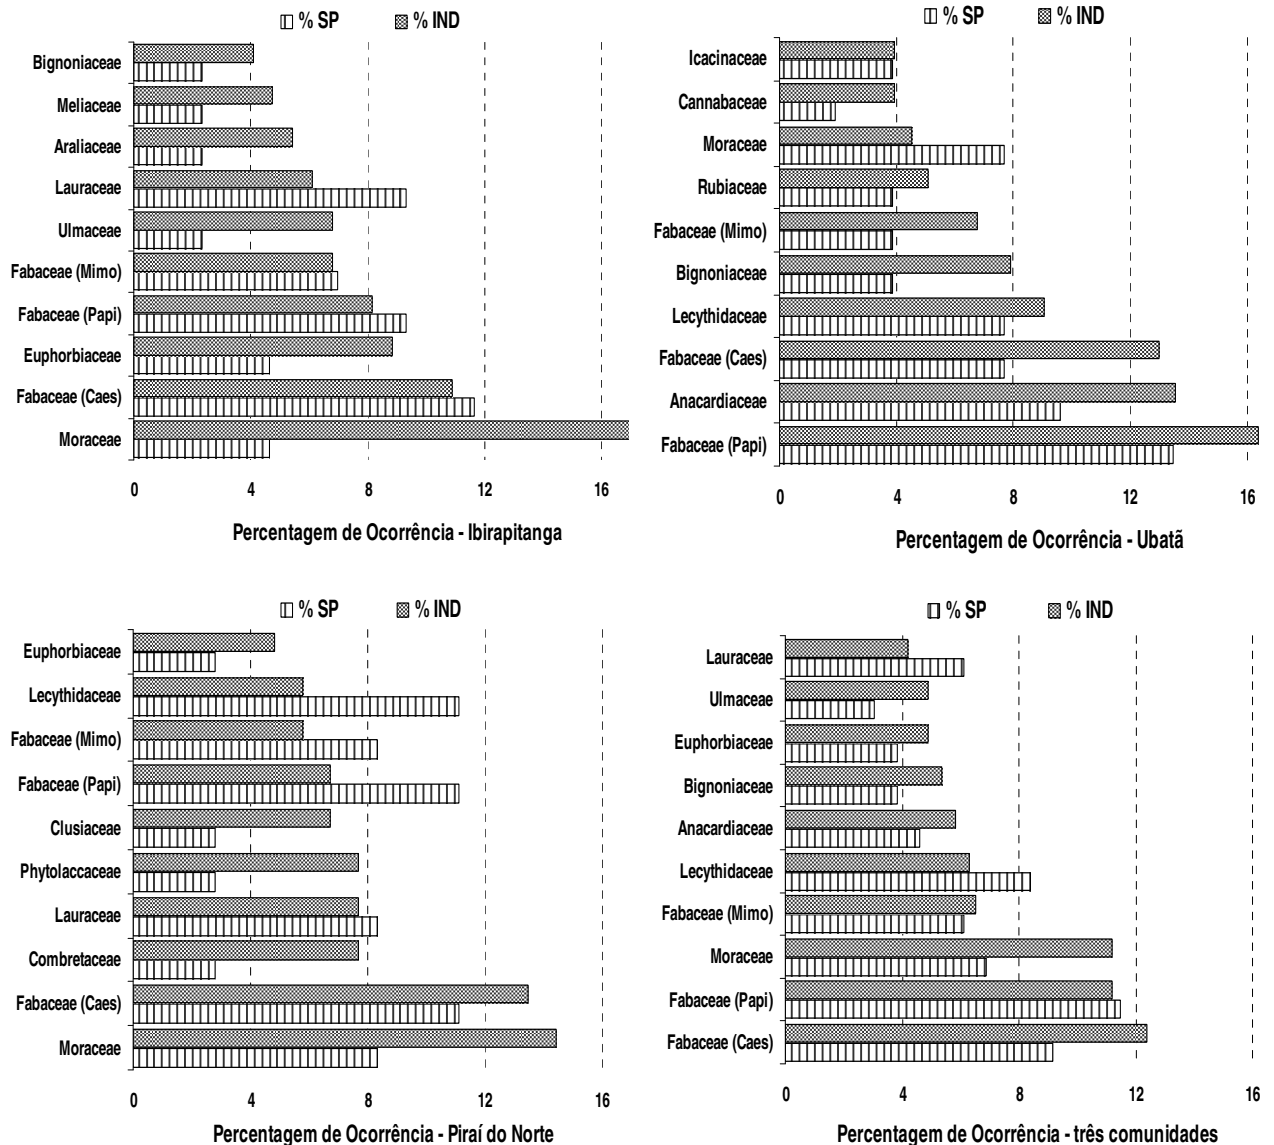 % SP % IND
Bignoniaceae
Meliaceae
Araliaceae
Lauraceae
Ulmaceae
Fabaceae (Mimo)
Fabaceae (Papi)
Euphorbiaceae
Fabaceae (Caes)
Moraceae
0 4 8 12 16
Percentagem de Ocorrência - Ibirapitanga
% SP % IND
Icacinaceae
Cannabaceae
Moraceae
Rubiaceae
Fabaceae (Mimo)
Bignoniaceae
Lecythidaceae
Fabaceae (Caes)
Anacardiaceae
Fabaceae (Papi)
0 4 8 12 16
Percentagem de Ocorrência - Ubatã
% SP % IND
Euphorbiaceae
Lecythidaceae
Fabaceae (Mimo)
Fabaceae (Papi)
Clusiaceae
Phytolaccaceae
Lauraceae
Combretaceae
Fabaceae (Caes)
Moraceae
0 4 8 12 16
Percentagem de Ocorrência - Piraí do Norte
% SP % IND
Lauraceae
Ulmaceae
Euphorbiaceae
Bignoniaceae
Anacardiaceae
Lecythidaceae
Fabaceae (Mimo)
Moraceae
Fabaceae (Papi)
Fabaceae (Caes)
0 4 8 12 16
Percentagem de Ocorrência - três comunidades